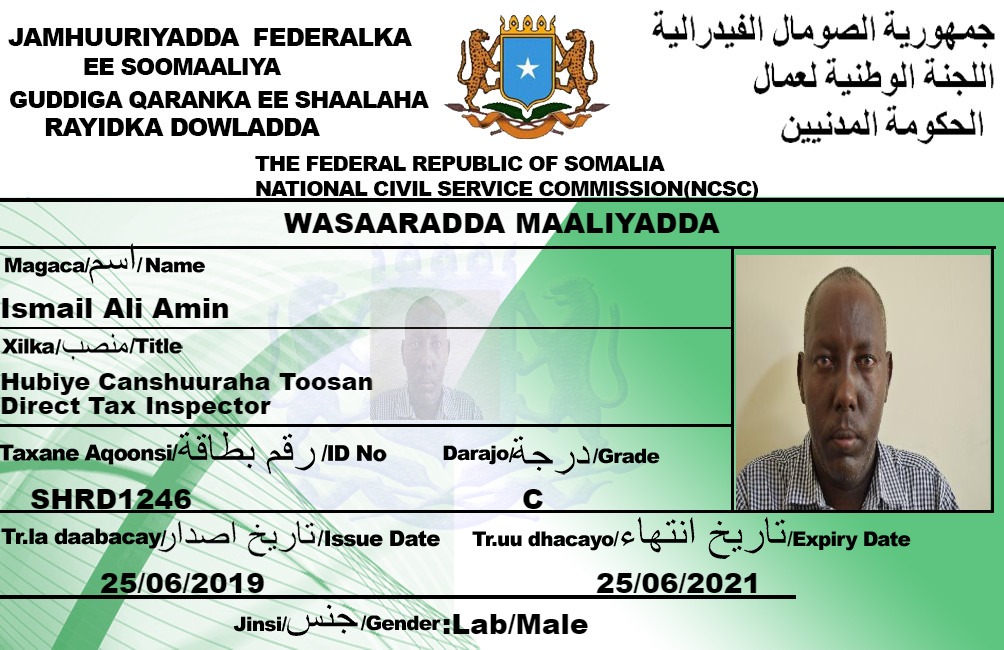 JAMHUURIYADDA FEDERALKA
EE SOOMAALIYA
GUDDIGA QARANKA EE SHAALAHA
RAYIDKA DOWLADDA
جمهورية الصومال الفيدرالية
اللجنة الوطنية لعمال
الحكومة المدنيين
THE FEDERAL REPUBLIC OF SOMALIA
NATIONAL CIVIL SERVICE COMMISSION(NCSC)
WASAARADDA MAALIYADDA
Magaca/اسم/Name
Ismail Ali Amin
Xilka/منصب/Title
Hubiye Canshuuraha Toosan
Direct Tax Inspector
Taxane Aqoonsi/رقم بطاقة/ID No
SHRD1246
Darajo/درجة/Grade
C
Tr.la daabacay/تاريخ اصدار/Issue Date
25/06/2019
Tr.uu dhacayo/تاريخ انتهاء/Expiry Date
25/06/2021
Jinsi/جنس/Gender:Lab/Male